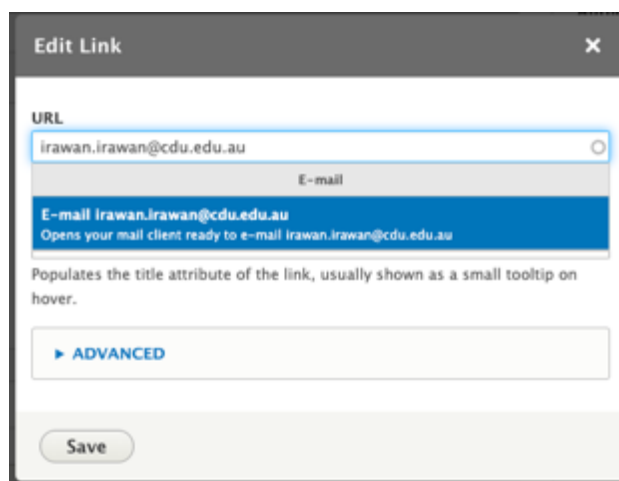 Edit Link
URL
irawan.irawan@cdu.edu.au
E-mail
E-mail irawan.irawan@cdu.edu.au
Opens your mail client ready to e-mail irawan.irawan@cdu.edu.au
Populates the title attribute of the link, usually shown as a small tooltip on
hover.
ADVANCED
Save